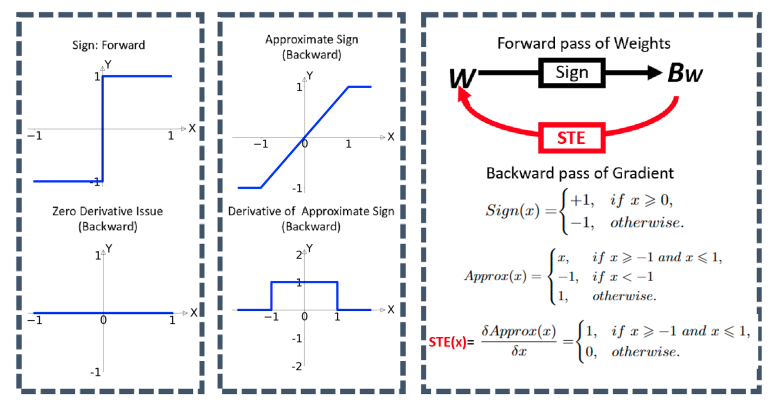 Sign: Forward
Y
1
−1
1
X
-1
Zero Derivative Issue
(Backward)
1
Y
−1
0
1
X
-1
Approximate Sign
(Backward)
Y
1
−1
0
1
X
-1
Derivative of Approximate Sign
(Backward)
2
Y
1
−1
0
1
X
-1
-2
Forward pass of Weights
W
Sign
Bw
STE
Backward pass of Gradient
Sign(x) = { +1, if x ⩾ 0,
−1, otherwise.
Approx(x) = { x, if x ⩾ −1 and x ⩽ 1,
−1, if x < −1
1, otherwise.
STE(x)= δApprox(x) / δx = { 1, if x ⩾ −1 and x ⩽ 1,
0, otherwise.